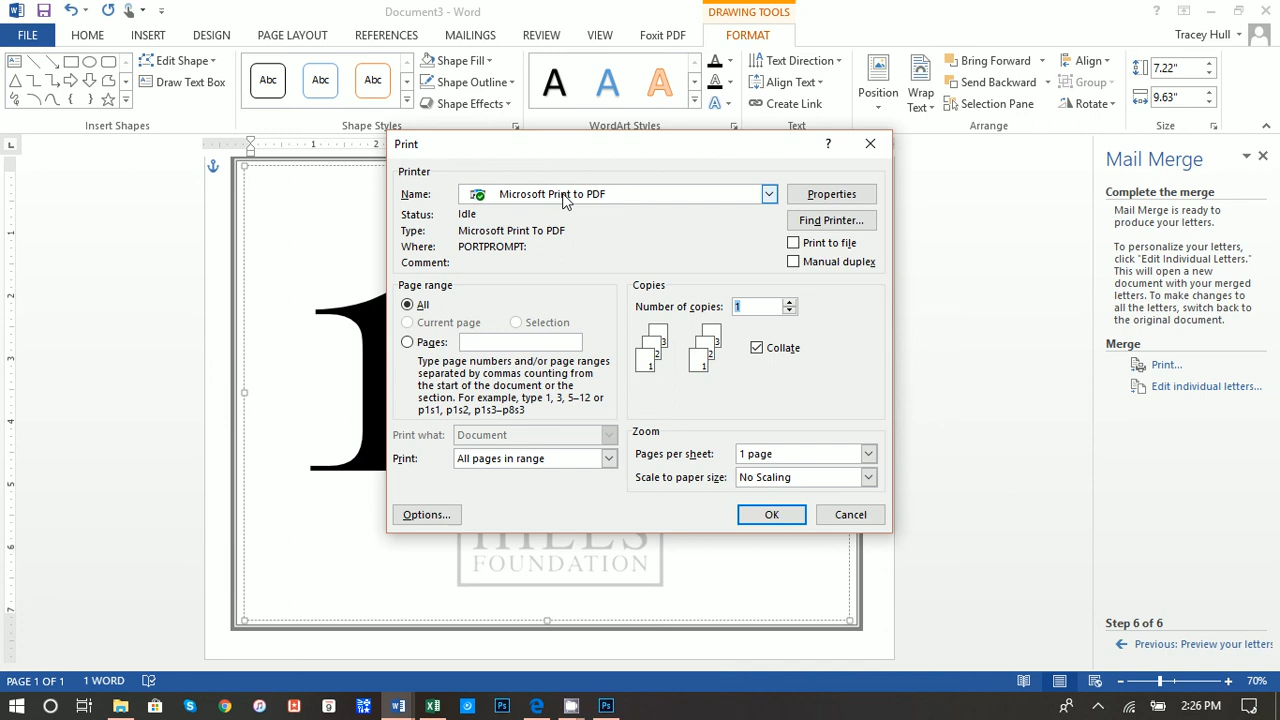 Document3 - Word
DRAWING TOOLS
FILE HOME INSERT DESIGN PAGE LAYOUT REFERENCES MAILINGS REVIEW VIEW Foxit PDF FORMAT Tracey Hull
Edit Shape
Draw Text B
Insert Shapes
Abc Abc Abc
Shape Fill
Shape Outline
Shape Effects
Shape Styles
A A A
WordArt Styles
Text Direction
Align Text
Create Link
Text
Position
Wrap
Text
Bring Forward
Send Backward
Selection Pane
Align
Group
Rotate
Arrange
7.22"
9.63"
Size
Print
Printer
Name: Microsoft Print to PDF Properties
Status: Idle Find Printer...
Type: Microsoft Print To PDF
Where: PORTPROMPT: Print to file
Comment: Manual duplex
Page range
All
Current page Selection
Pages:
Type page numbers and/or page ranges
separated by commas counting from
the start of the document or the
section. For example, type 1, 3, 5–12 or
p1s1, p1s2, p1s3–p8s3
Copies
Number of copies: 1
Collate
Print what: Document
Print: All pages in range
Zoom
Pages per sheet: 1 page
Scale to paper size: No Scaling
Options... OK Cancel
FOUNDATION
Mail Merge
Complete the merge
Mail Merge is ready to
produce your letters.
To personalize your letters,
click "Edit Individual Letters."
This will open a new
document with your merged
letters. To make changes to
all the letters, switch back to
the original document.
Merge
Print...
Edit individual letters...
Step 6 of 6
Previous: Preview your letters
PAGE 1 OF 1 1 WORD 70%
2:26 PM